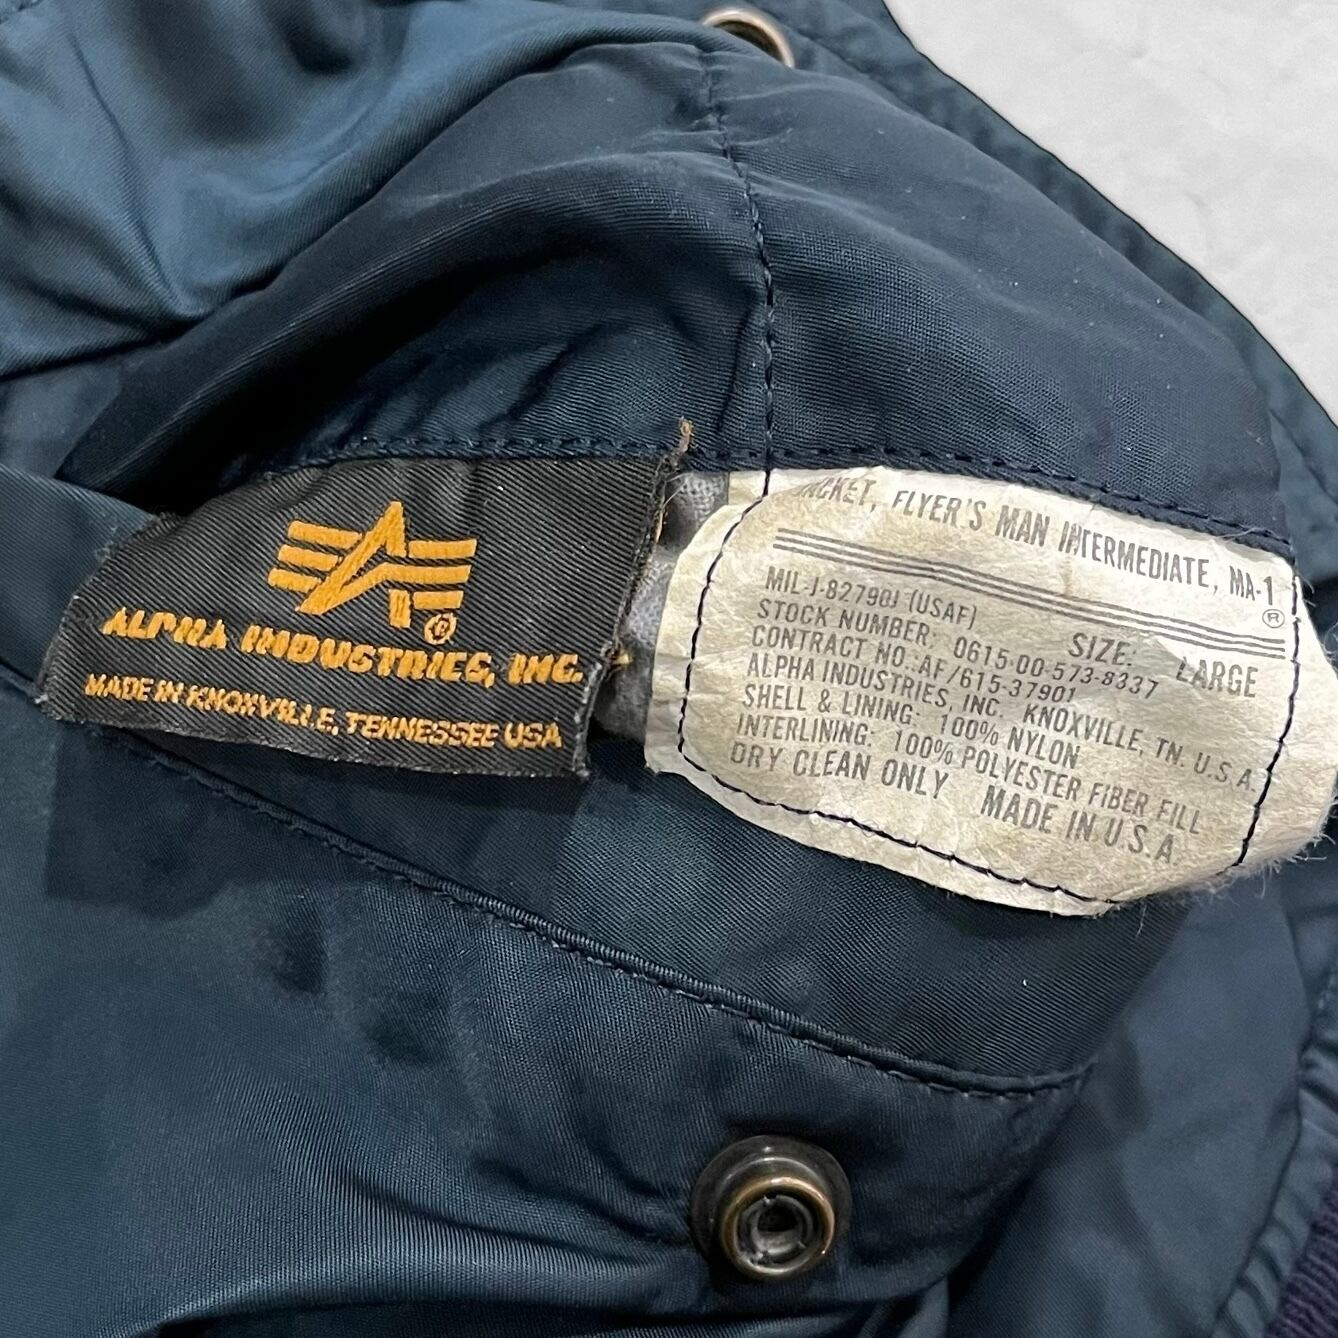 ALPHA INDUSTRIES, INC.
MADE IN KNOXVILLE, TENNESSEE USA
FLYER'S MAN INTERMEDIATE, MA-1
MIL-J-82790J (USAF)
SIZE: LARGE
STOCK NUMBER: 0615-00-573-8337
CONTRACT NO. AF/615-37901
ALPHA INDUSTRIES, INC. KNOXVILLE, TN. U.S.A.
SHELL & LINING: 100% NYLON
INTERLINING: 100% POLYESTER FIBER FILL
DRY CLEAN ONLY MADE IN U.S.A.